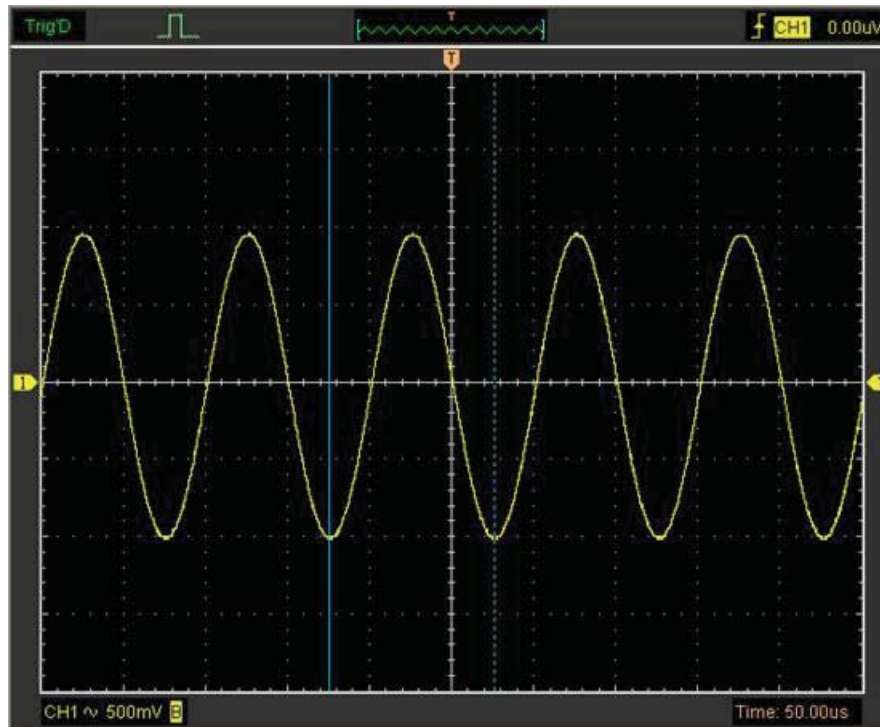 Trig'D
T
CH1 0.00uV
T
1
CH1 ∿ 500mV B
Time: 50.00us